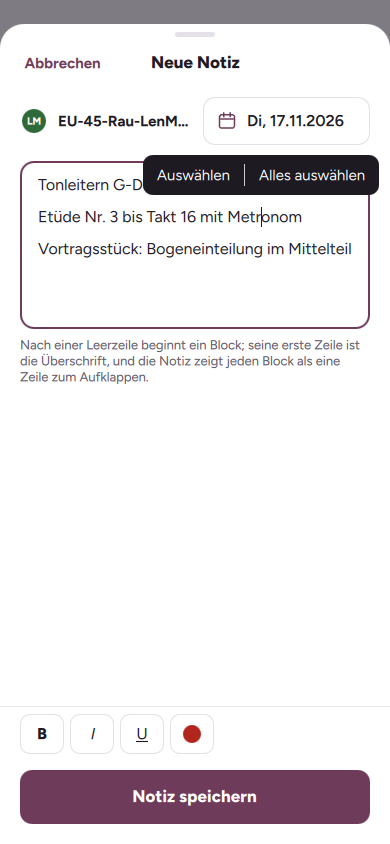 Abbrechen
Neue Notiz
LM
EU-45-Rau-LenM...
Di, 17.11.2026
Auswählen
Alles auswählen
Tonleitern G-D
Etüde Nr. 3 bis Takt 16 mit Metronom
Vortragsstück: Bogeneinteilung im Mittelteil
Nach einer Leerzeile beginnt ein Block; seine erste Zeile ist
die Überschrift, und die Notiz zeigt jeden Block als eine
Zeile zum Aufklappen.
B
I
U
Notiz speichern